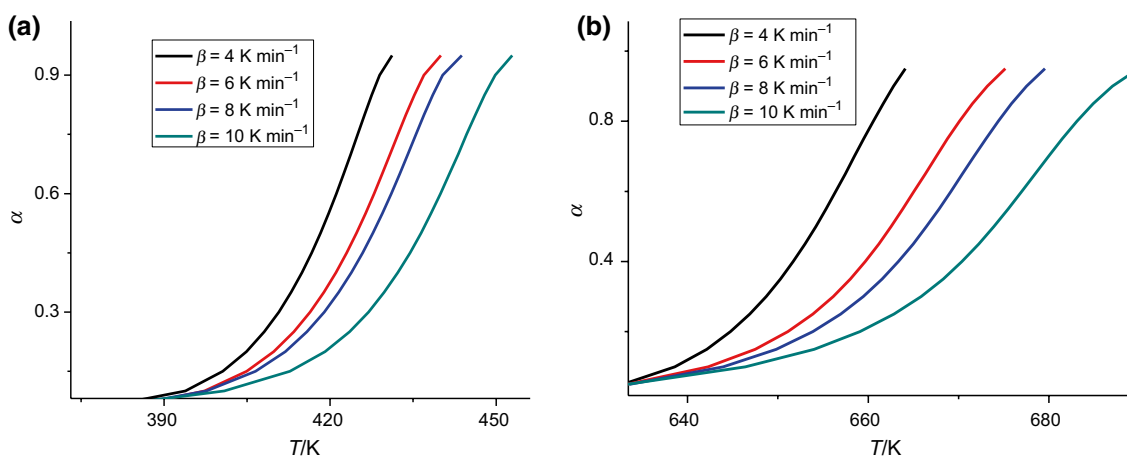 (a)
β = 4 K min⁻¹
β = 6 K min⁻¹
β = 8 K min⁻¹
β = 10 K min⁻¹
0.9
0.6
0.3
α
390 420 450
T/K
(b)
β = 4 K min⁻¹
β = 6 K min⁻¹
β = 8 K min⁻¹
β = 10 K min⁻¹
0.8
0.4
α
640 660 680
T/K